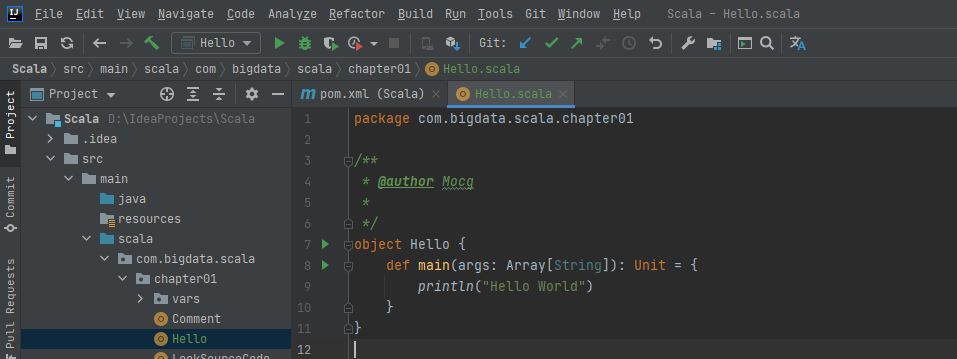 IJ File Edit View Navigate Code Analyze Refactor Build Run Tools Git Window Help Scala - Hello.scala
Hello Git:
Scala src main scala com bigdata scala chapter01 Hello.scala
Project
m pom.xml (Scala) Hello.scala
Project
Commit
Pull Requests
Scala D:\IdeaProjects\Scala
.idea
src
main
java
resources
scala
com.bigdata.scala
chapter01
vars
Comment
Hello
LookSourceCode
1 package com.bigdata.scala.chapter01
2
3 /**
4 * @author Mocg
5 *
6 */
7 object Hello {
8 def main(args: Array[String]): Unit = {
9 println("Hello World")
10 }
11 }
12